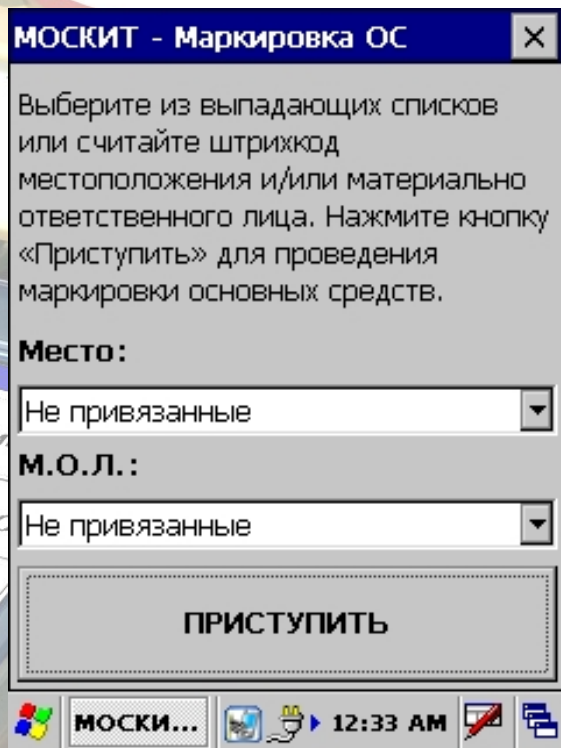 МОСКИТ - Маркировка ОС
Выберите из выпадающих списков
или считайте штрихкод
местоположения и/или материально
ответственного лица. Нажмите кнопку
«Приступить» для проведения
маркировки основных средств.
Место:
Не привязанные
М.О.Л.:
Не привязанные
ПРИСТУПИТЬ
МОСКИ... 12:33 AM